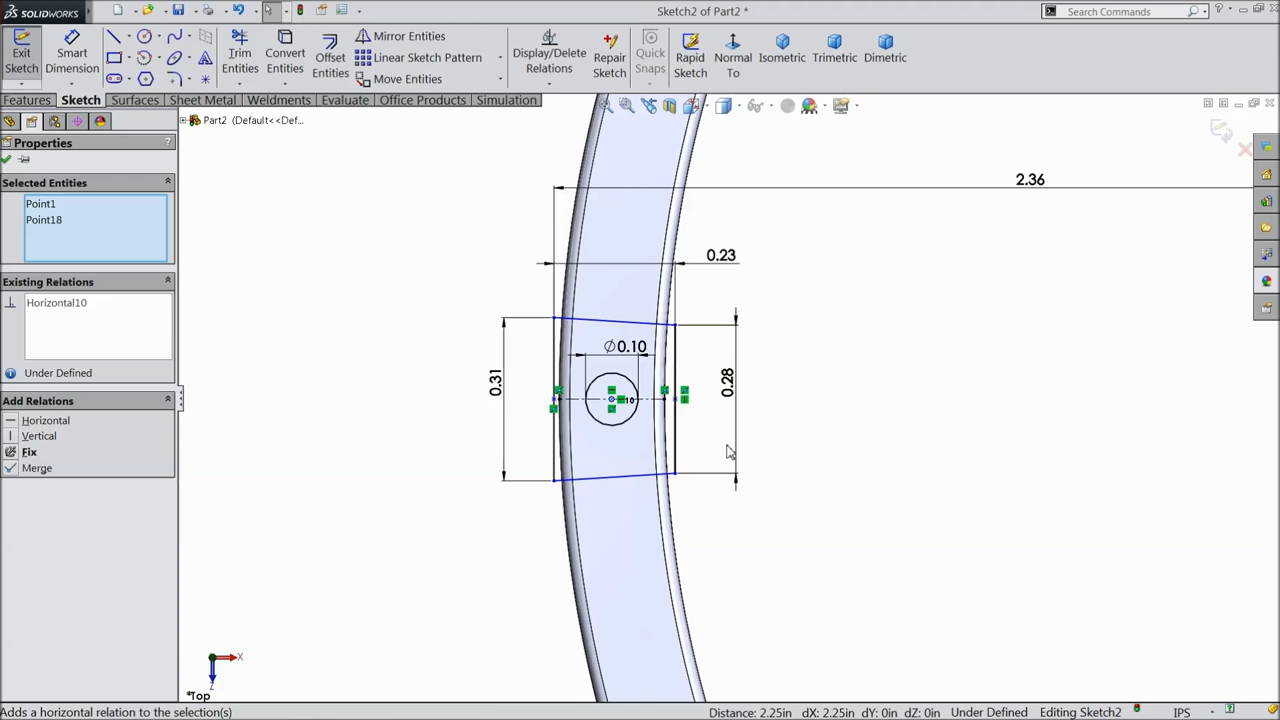 SOLIDWORKS
Sketch2 of Part2 *
Search Commands
Exit Sketch
Smart Dimension
Trim Entities
Convert Entities
Offset Entities
Mirror Entities
Linear Sketch Pattern
Move Entities
Display/Delete Relations
Repair Sketch
Quick Snaps
Rapid Sketch
Normal To
Isometric
Trimetric
Dimetric
Features
Sketch
Surfaces
Sheet Metal
Weldments
Evaluate
Office Products
Simulation
Part2 (Default<<Def...
Properties
?
Selected Entities
Point1
Point18
Existing Relations
Horizontal10
Under Defined
Add Relations
Horizontal
Vertical
Fix
Merge
2.36
0.23
∅0.10
0.31
0.28
10
X
Z
*Top
Adds a horizontal relation to the selection(s)
Distance: 2.25in dX: 2.25in dY: 0in dZ: 0in Under Defined Editing Sketch2
IPS